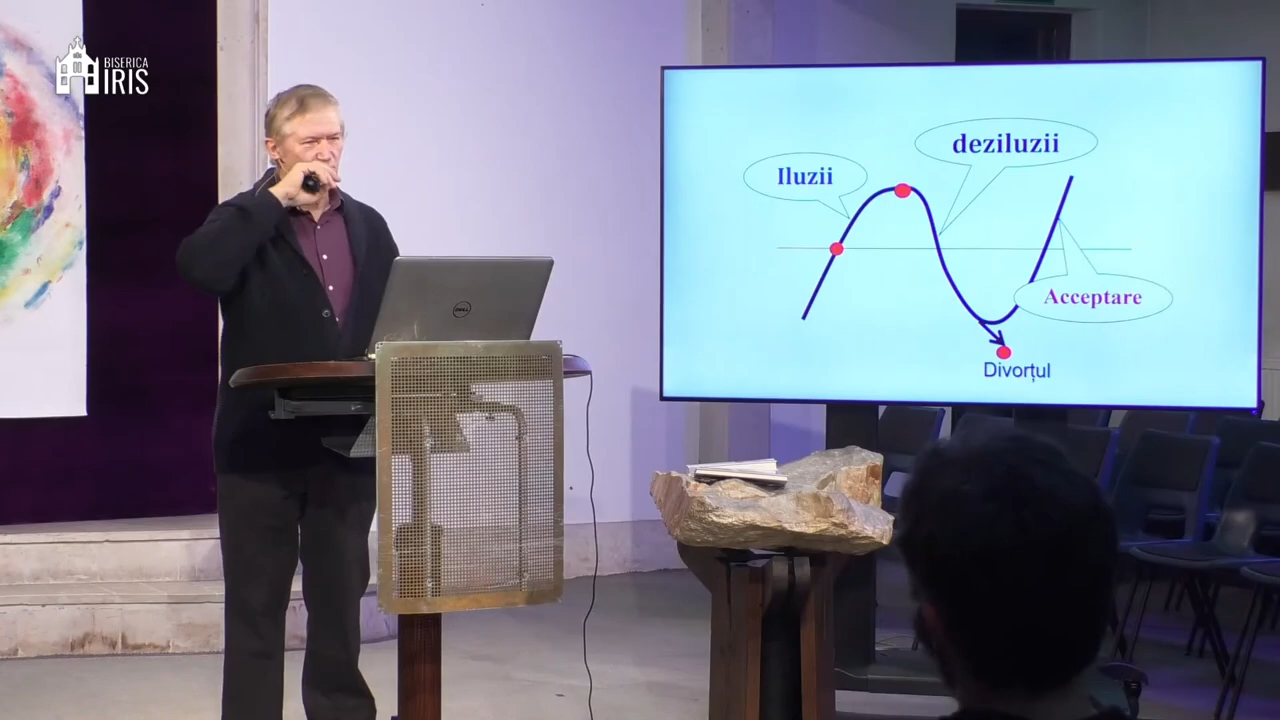 BISERICA
IRIS
deziluzii
Iluzii
Acceptare
Divorțul
DELL